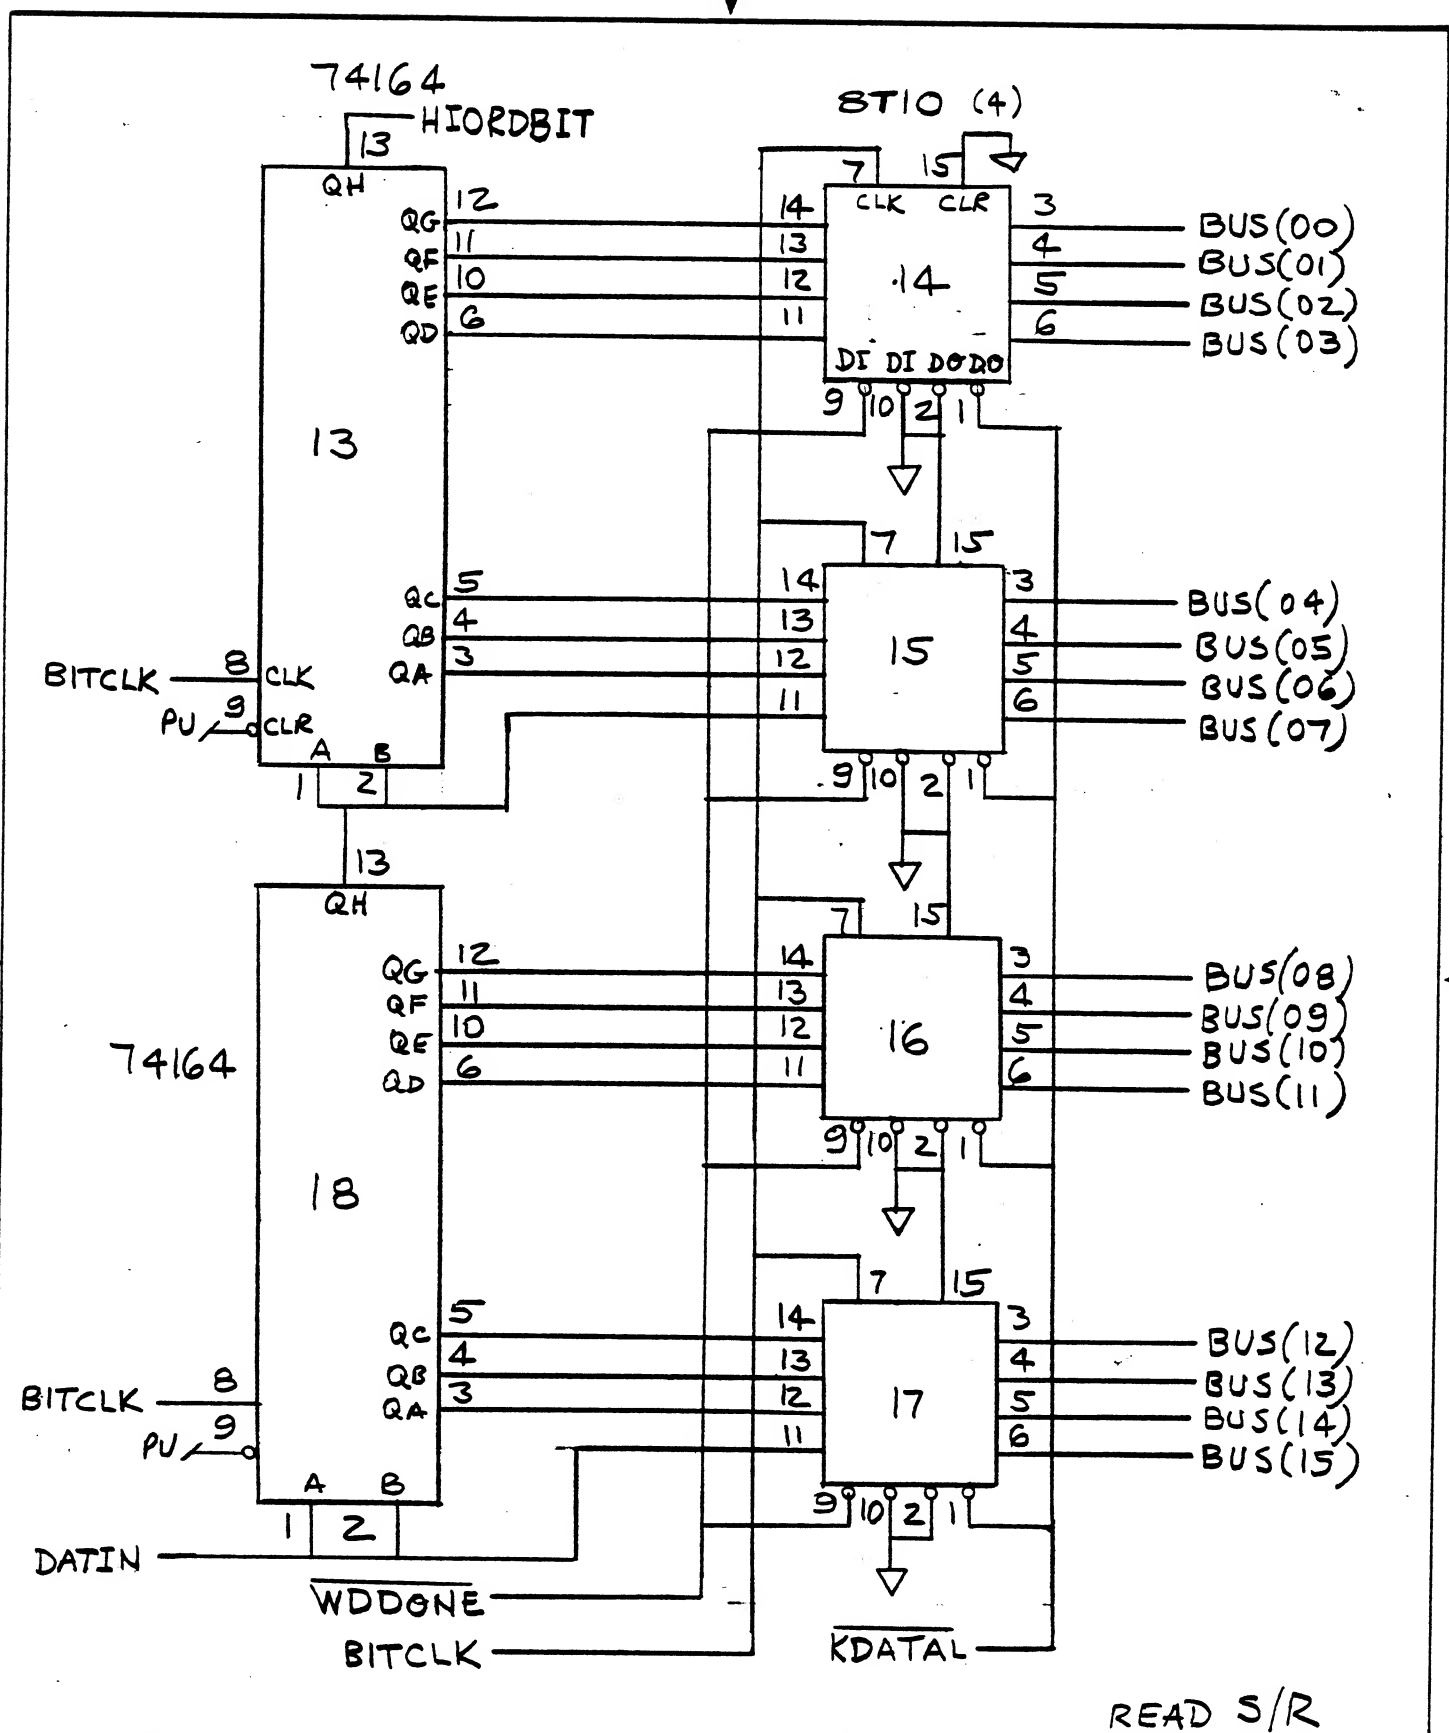 74164
HIORDBIT
13
QH
8T10 (4)
7 15
CLK CLR
QG 12 14 3 BUS(00)
QF 11 13 4 BUS(01)
QE 10 12 5 BUS(02)
QD 6 11 6 BUS(03)
14
DI DI DO DO
9 10 2 1
13
7 15
QC 5 14 3 BUS(04)
QB 4 13 4 BUS(05)
QA 3 12 5 BUS(06)
11 6 BUS(07)
15
BITCLK 8 CLK
PU 9 CLR
A B
1 2
9 10 2 1
13
QH
7 15
QG 12 14 3 BUS(08)
QF 11 13 4 BUS(09)
QE 10 12 5 BUS(10)
QD 6 11 6 BUS(11)
16
74164
9 10 2 1
18
7 15
QC 5 14 3 BUS(12)
QB 4 13 4 BUS(13)
QA 3 12 5 BUS(14)
11 6 BUS(15)
17
BITCLK 8
PU 9
A B
1 2
9 10 2 1
DATIN
WDDONE
BITCLK
KDATAL
READ S/R